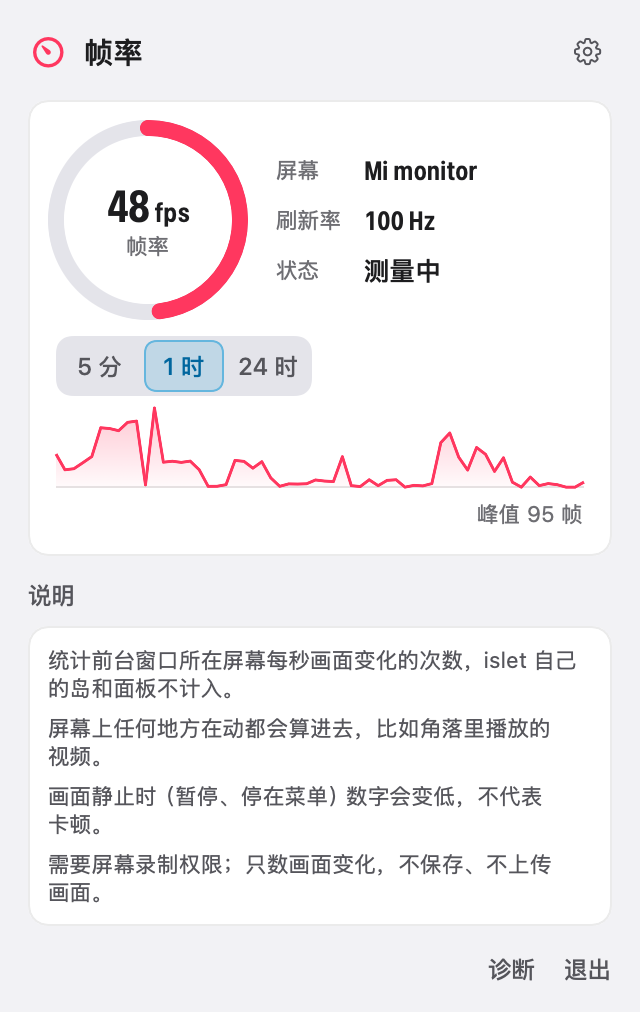 帧率
48 fps
帧率
屏幕 Mi monitor
刷新率 100 Hz
状态 测量中
5 分 1 时 24 时
峰值 95 帧
说明
统计前台窗口所在屏幕每秒画面变化的次数，islet 自己
的岛和面板不计入。
屏幕上任何地方在动都会算进去，比如角落里播放的
视频。
画面静止时（暂停、停在菜单）数字会变低，不代表
卡顿。
需要屏幕录制权限；只数画面变化，不保存、不上传
画面。
诊断 退出